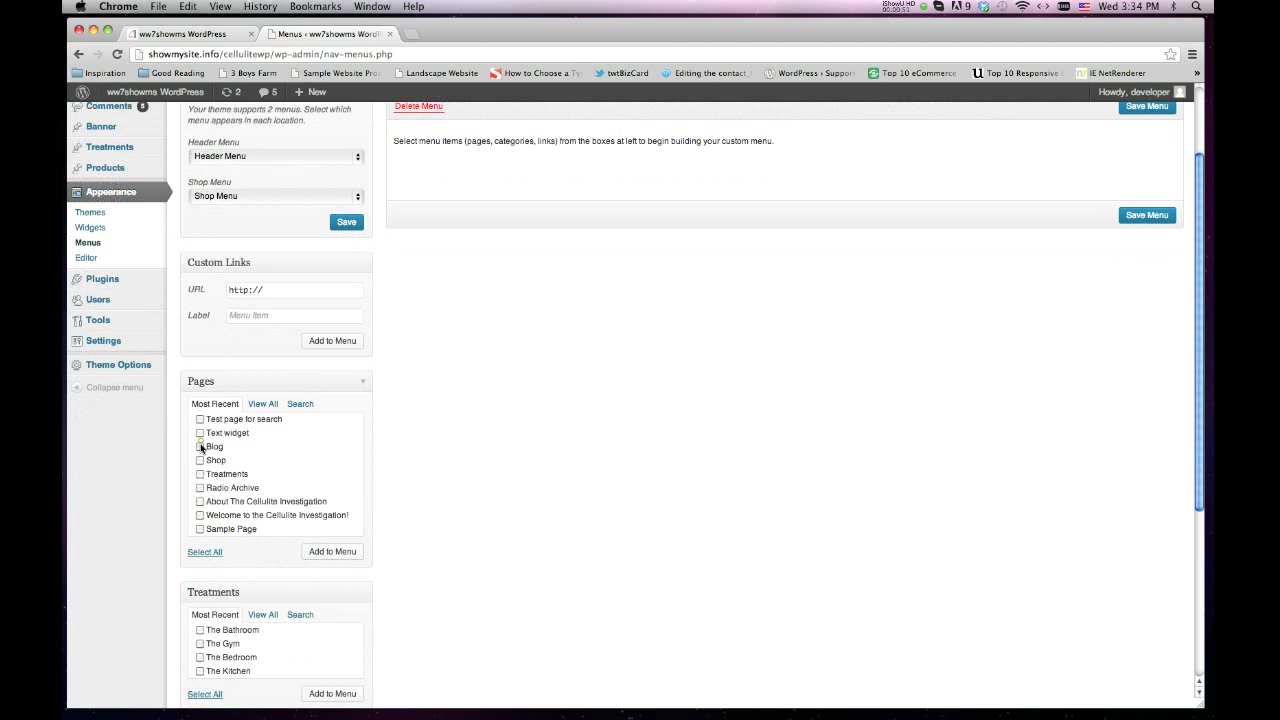 Chrome File Edit View History Bookmarks Window Help iShowU HD 9 Wed 3:34 PM
ww7showms WordPress Menus ‹ ww7showms WordPr
showmysite.info/cellulitewp/wp-admin/nav-menus.php
Inspiration Good Reading 3 Boys Farm Sample Website Pro Landscape Website How to Choose a Ty twtBizCard Editing the contact_ WordPress › Suppor Top 10 eCommerce Top 10 Responsive IE NetRenderer »
ww7showms WordPress 2 5 + New Howdy, developer
Comments 5
Banner
Treatments
Products
Appearance
Themes
Widgets
Menus
Editor
Plugins
Users
Tools
Settings
Theme Options
Collapse menu
Your theme supports 2 menus. Select which
menu appears in each location.
Header Menu
Header Menu
Shop Menu
Shop Menu
Save
Custom Links
URL http://
Label Menu Item
Add to Menu
Pages
Most Recent View All Search
Test page for search
Text widget
Blog
Shop
Treatments
Radio Archive
About The Cellulite Investigation
Welcome to the Cellulite Investigation!
Sample Page
Select All Add to Menu
Treatments
Most Recent View All Search
The Bathroom
The Gym
The Bedroom
The Kitchen
Select All Add to Menu
Delete Menu Save Menu
Select menu items (pages, categories, links) from the boxes at left to begin building your custom menu.
Save Menu